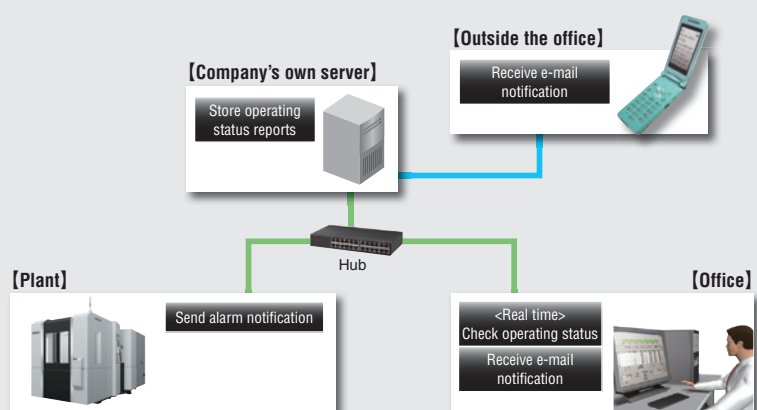 【Outside the office】
Receive e-mail
notification
【Company's own server】
Store operating
status reports
Hub
【Plant】
Send alarm notification
【Office】
<Real time>
Check operating status
Receive e-mail
notification